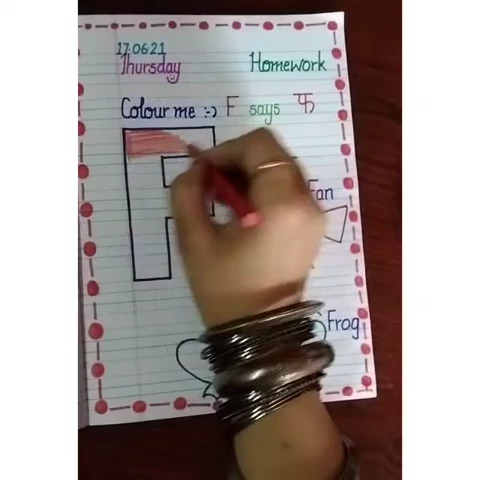 17.06.21
Thursday Homework
Colour me :-) F says फ
Fan
Frog